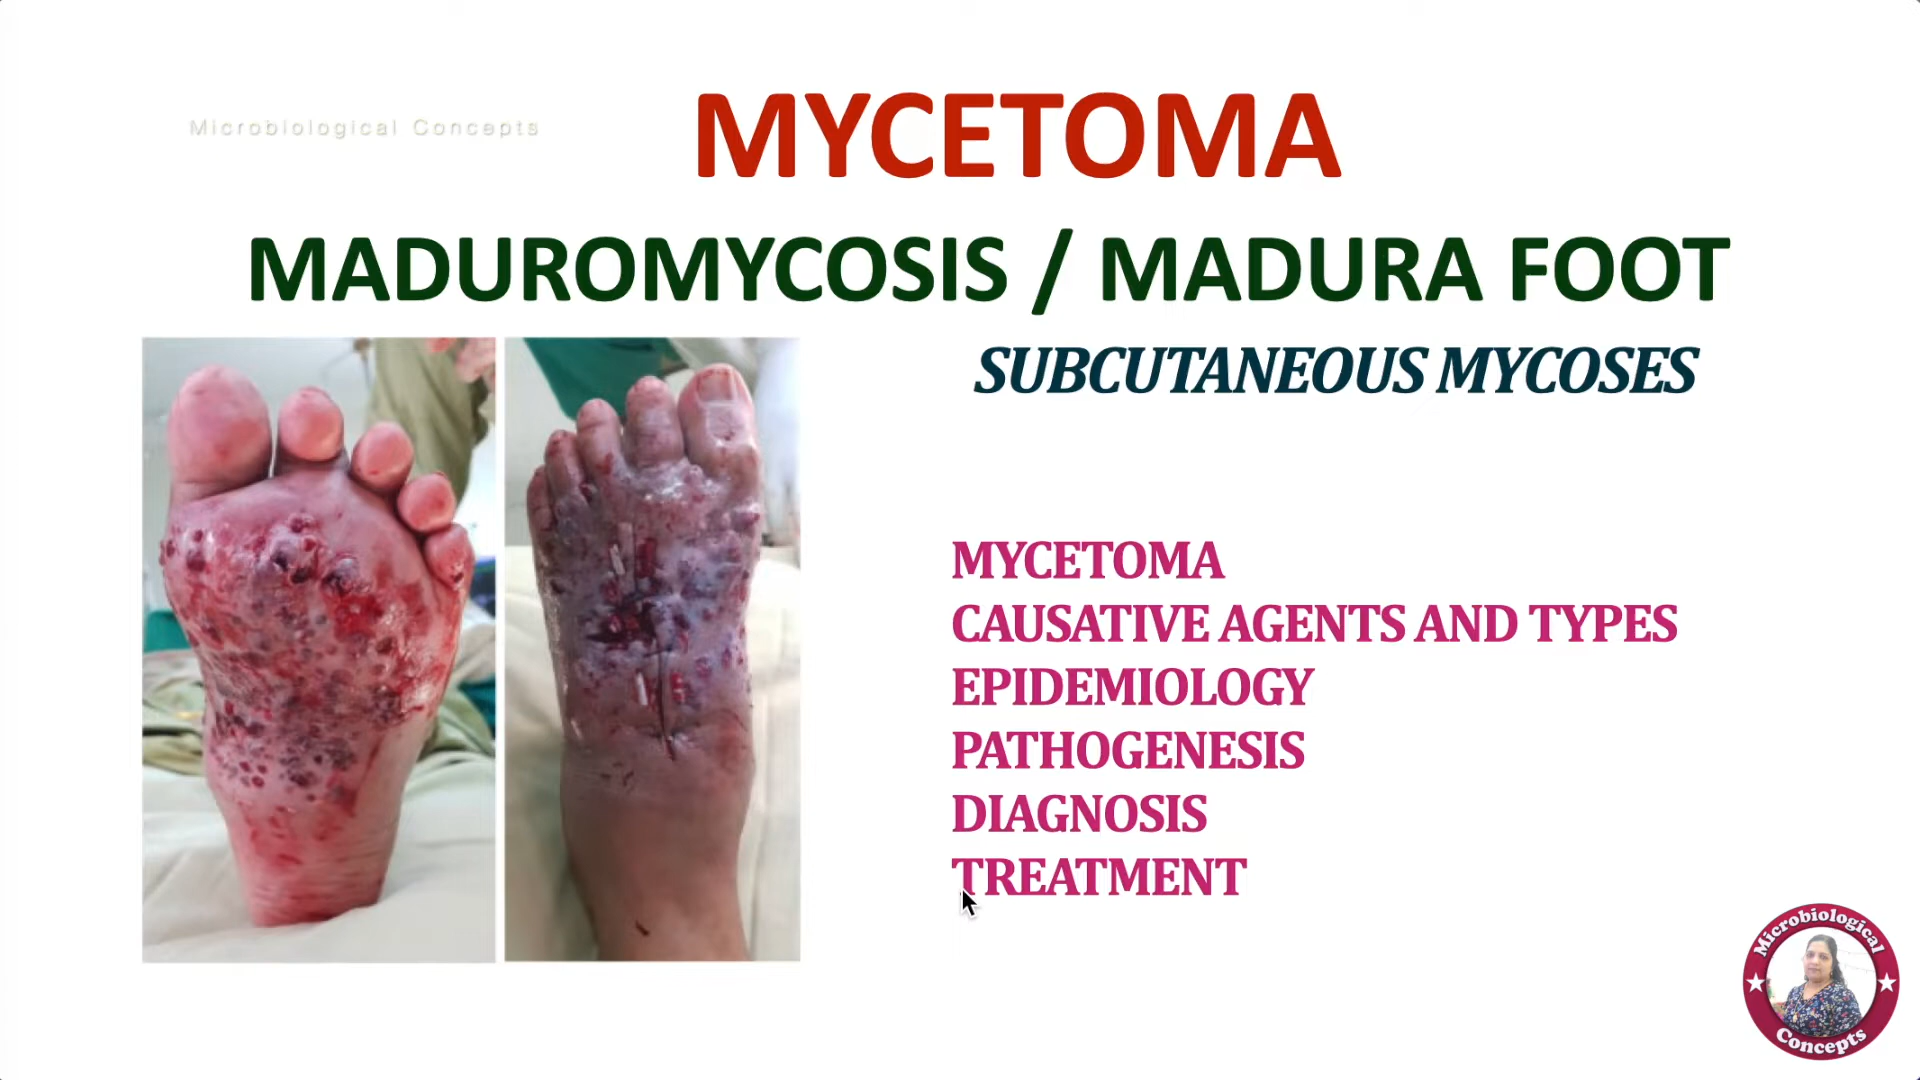 Microbiological Concepts
MYCETOMA
MADUROMYCOSIS / MADURA FOOT
SUBCUTANEOUS MYCOSES
MYCETOMA
CAUSATIVE AGENTS AND TYPES
EPIDEMIOLOGY
PATHOGENESIS
DIAGNOSIS
TREATMENT
Microbiological
Concepts